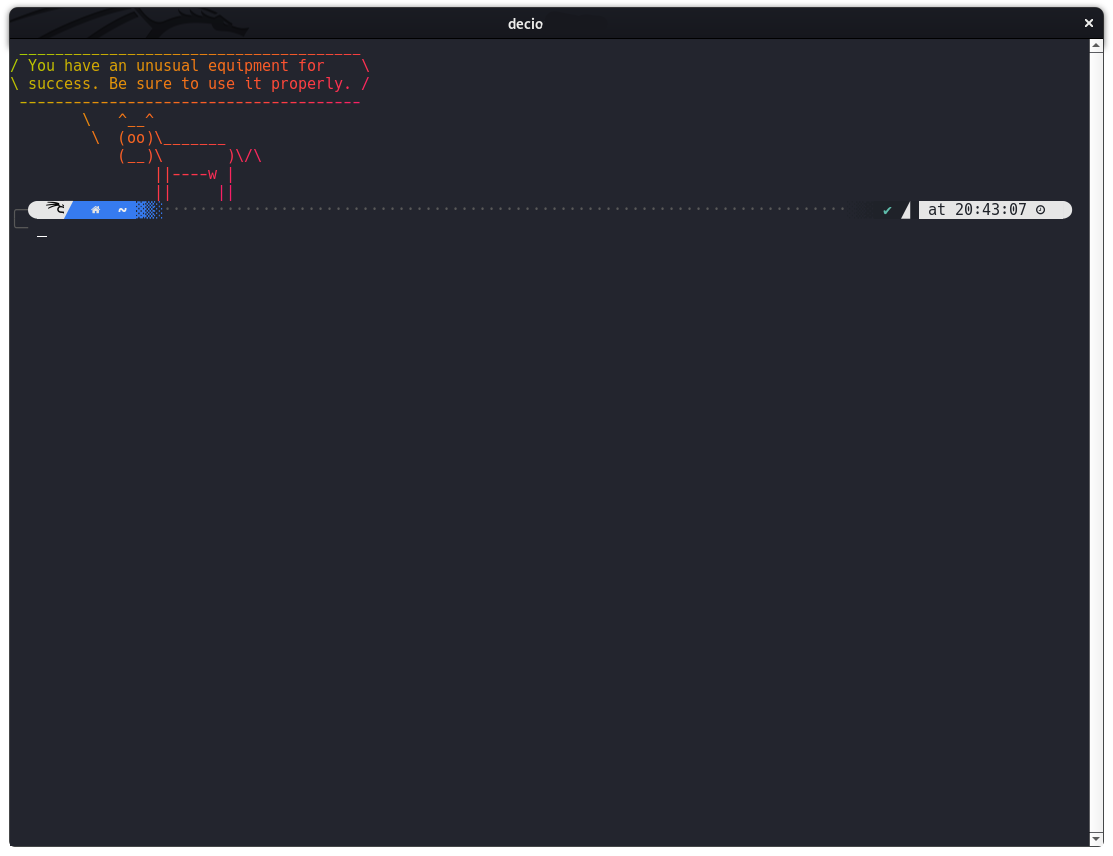 decio
 ______________________________________
/ You have an unusual equipment for    \
\ success. Be sure to use it properly. /
 --------------------------------------
        \   ^__^
         \  (oo)\_______
            (__)\       )\/\
                ||----w |
                ||     ||
~ ✔ at 20:43:07